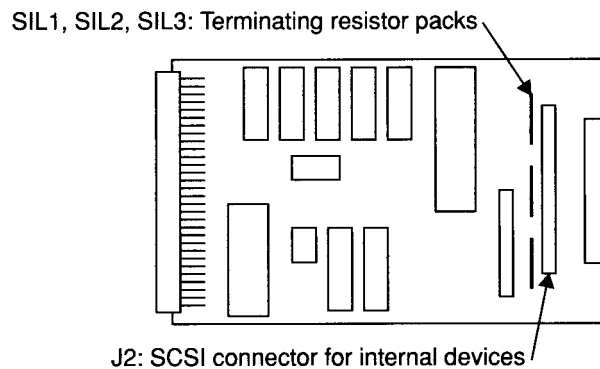 SIL1, SIL2, SIL3: Terminating resistor packs
J2: SCSI connector for internal devices